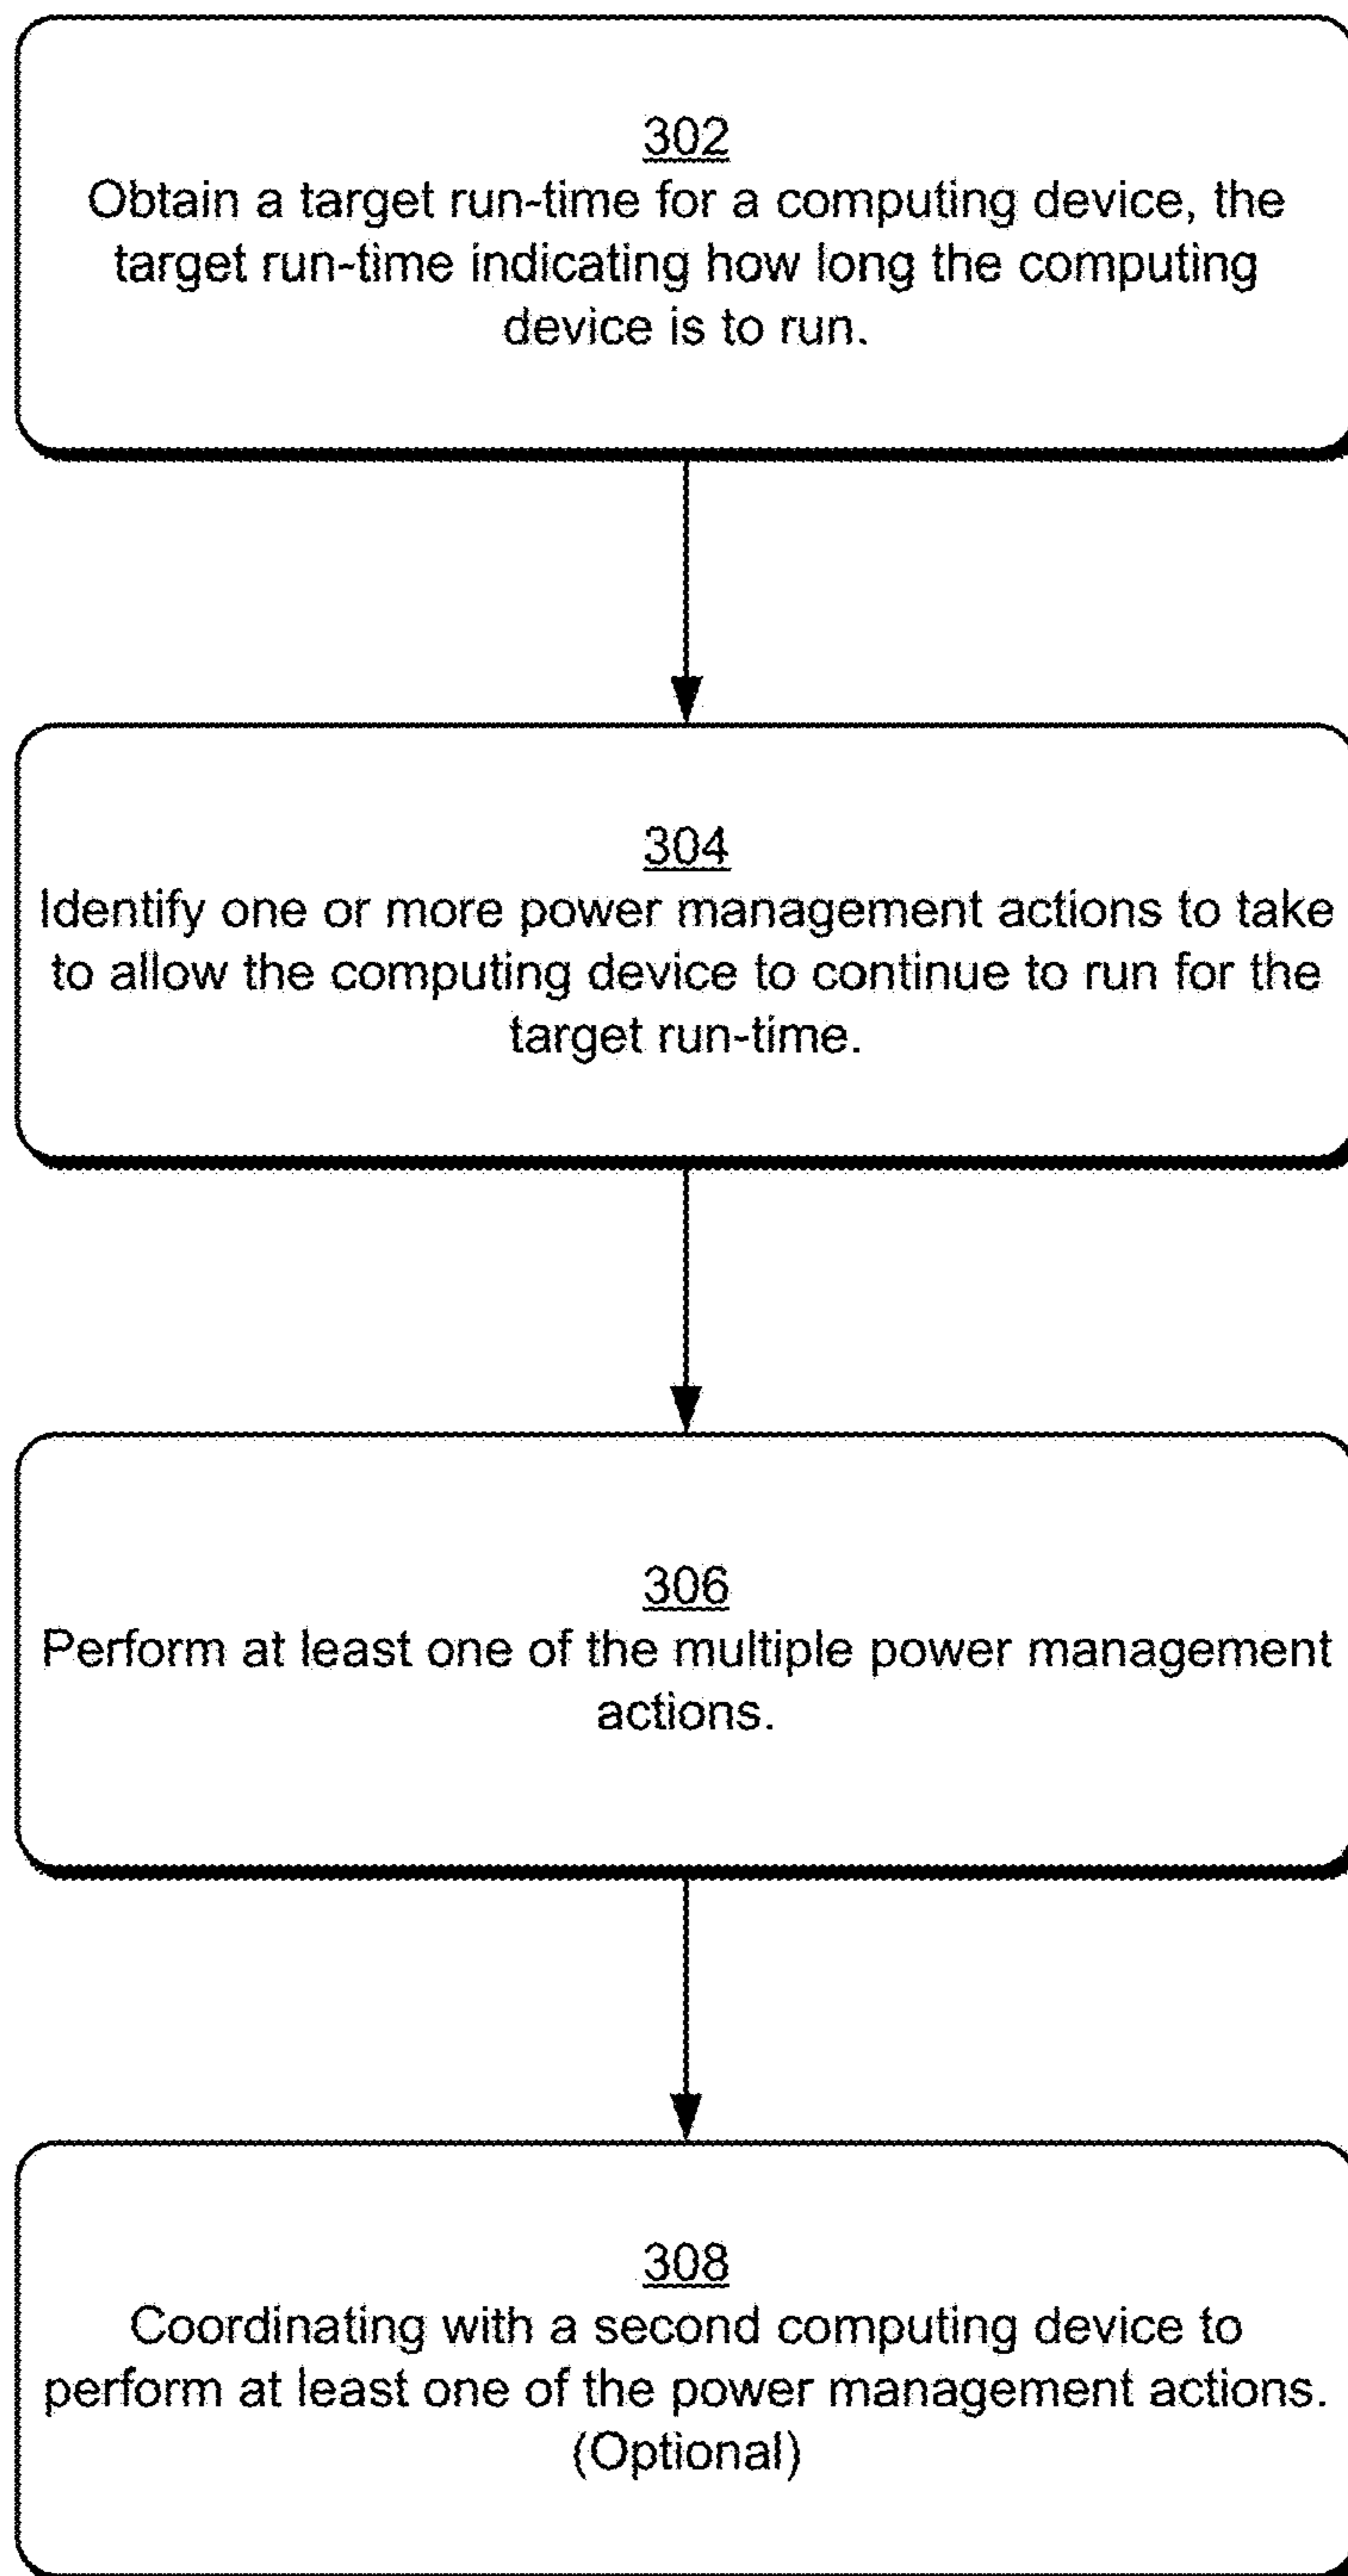 302
Obtain a target run-time for a computing device, the
target run-time indicating how long the computing
device is to run.
304
Identify one or more power management actions to take
to allow the computing device to continue to run for the
target run-time.
306
Perform at least one of the multiple power management
actions.
308
Coordinating with a second computing device to
perform at least one of the power management actions.
(Optional)